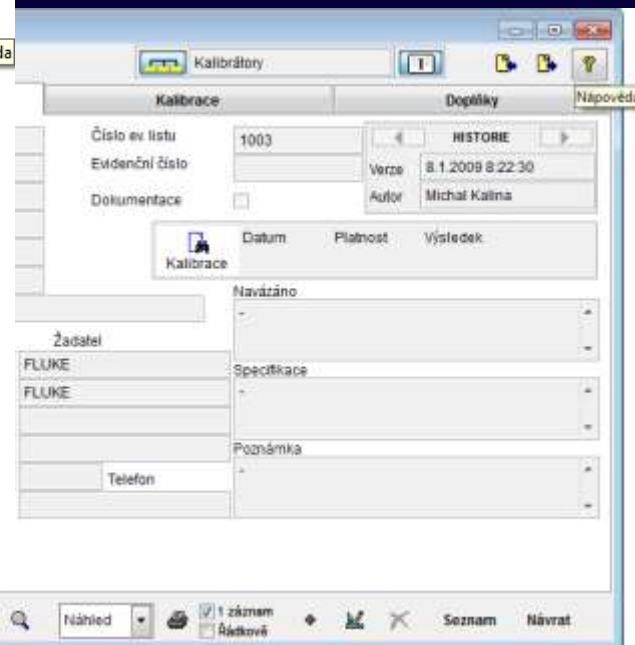 da
Kalibrátory
Kalibrace
Doplňky
Nápověda
Číslo ev. listu
1003
HISTORIE
Evidenční číslo
Verze
8.1.2009 8:22:30
Dokumentace
Autor
Michal Kalina
Kalibrace
Datum
Platnost
Výsledek
Navázáno
-
Žadatel
FLUKE
Specifikace
FLUKE
-
Poznámka
-
Telefon
Náhled
1 záznam
Řádkově
Seznam
Návrat